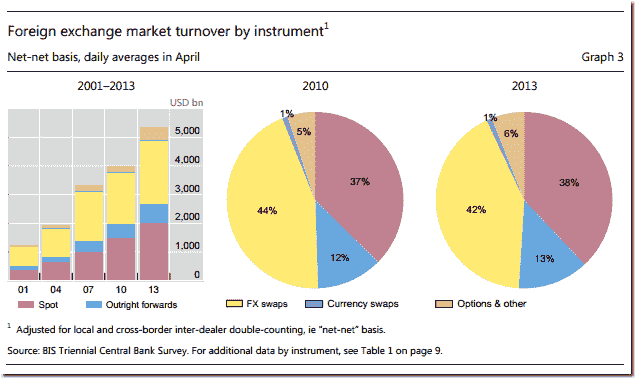 Foreign exchange market turnover by instrument¹
Net-net basis, daily averages in April Graph 3
2001–2013 2010 2013
USD bn
5,000
4,000
3,000
2,000
1,000
0
01 04 07 10 13
1%
5%
37%
44%
12%
1%
6%
38%
42%
13%
Spot Outright forwards FX swaps Currency swaps Options & other
¹ Adjusted for local and cross-border inter-dealer double-counting, ie "net-net" basis.
Source: BIS Triennial Central Bank Survey. For additional data by instrument, see Table 1 on page 9.